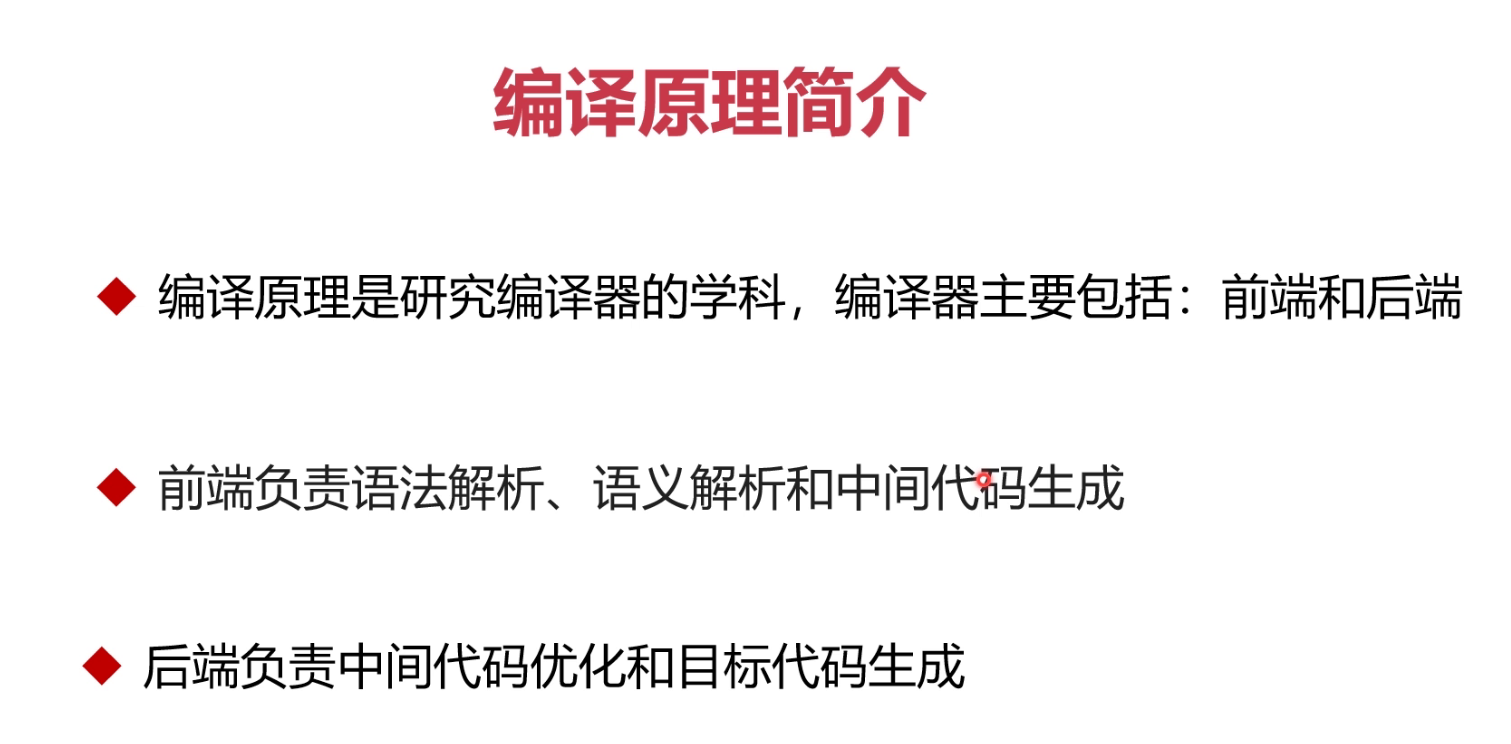 编译原理简介
编译原理是研究编译器的学科，编译器主要包括：前端和后端
前端负责语法解析、语义解析和中间代码生成
后端负责中间代码优化和目标代码生成